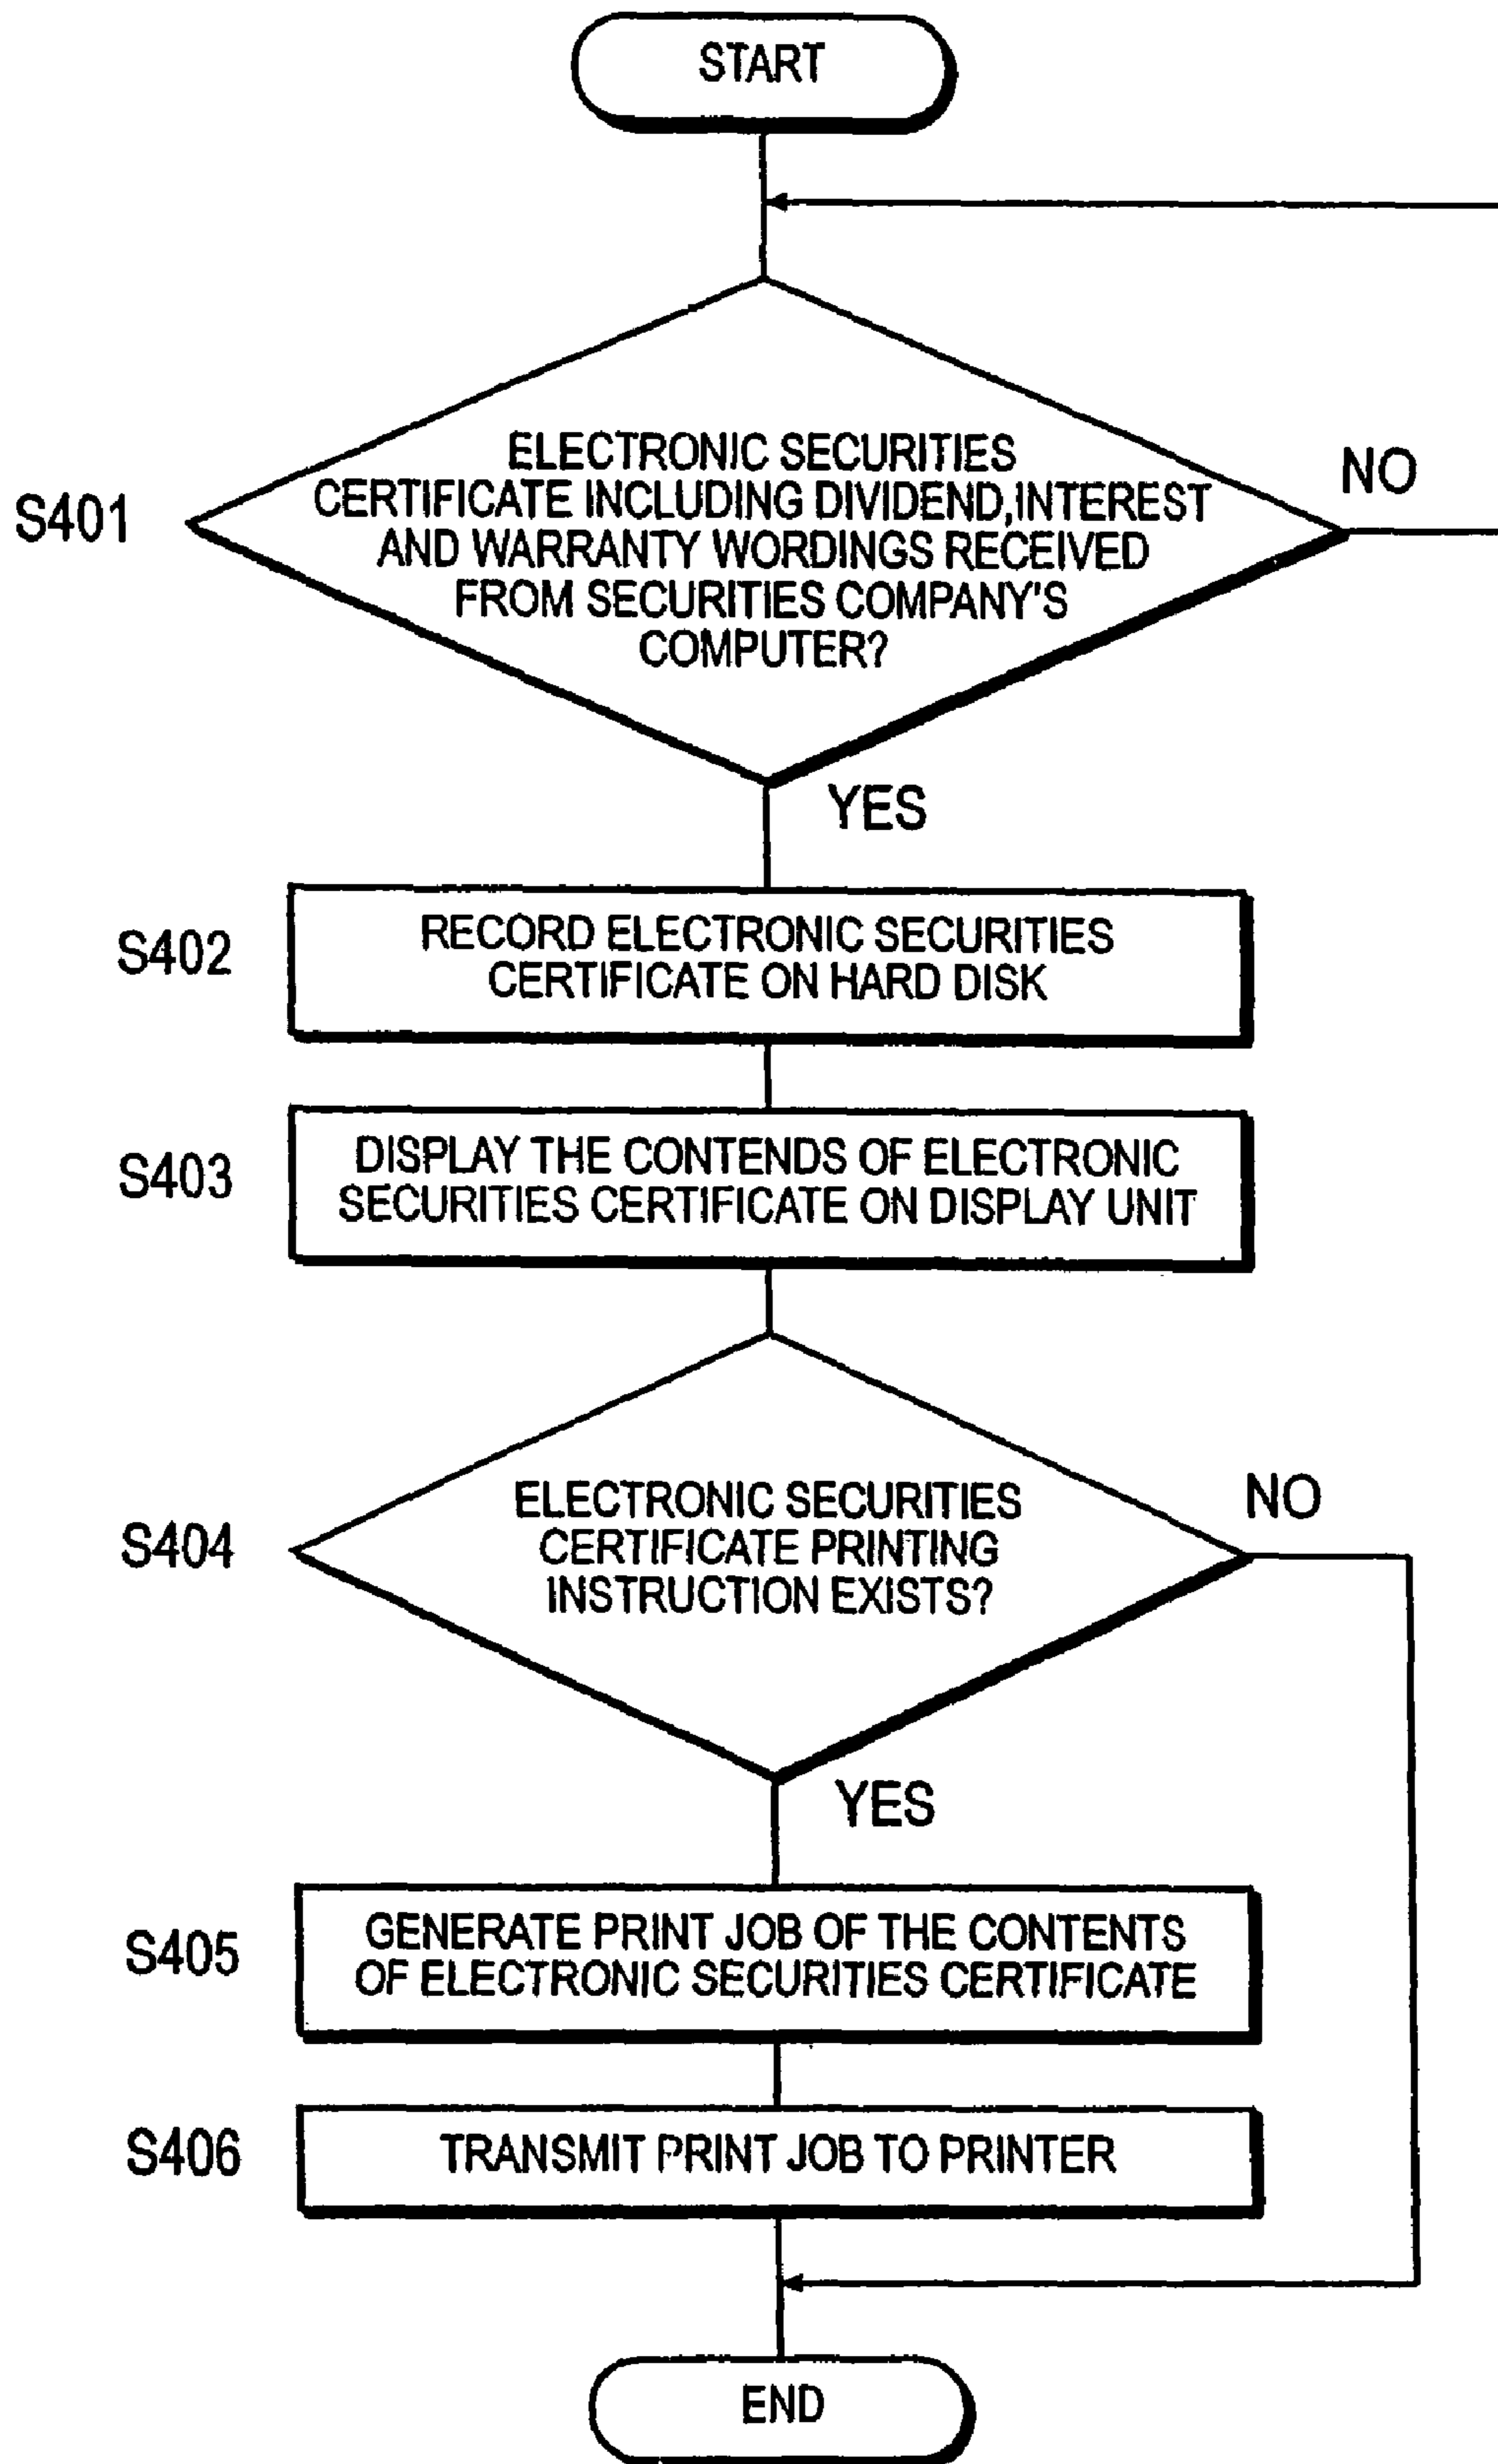 START
ELECTRONIC SECURITIES
CERTIFICATE INCLUDING DIVIDEND,INTEREST
AND WARRANTY WORDINGS RECEIVED
FROM SECURITIES COMPANY'S
COMPUTER?
S401
NO
YES
S402
RECORD ELECTRONIC SECURITIES
CERTIFICATE ON HARD DISK
S403
DISPLAY THE CONTENDS OF ELECTRONIC
SECURITIES CERTIFICATE ON DISPLAY UNIT
S404
ELECTRONIC SECURITIES
CERTIFICATE PRINTING
INSTRUCTION EXISTS?
NO
YES
S405
GENERATE PRINT JOB OF THE CONTENTS
OF ELECTRONIC SECURITIES CERTIFICATE
S406
TRANSMIT PRINT JOB TO PRINTER
END